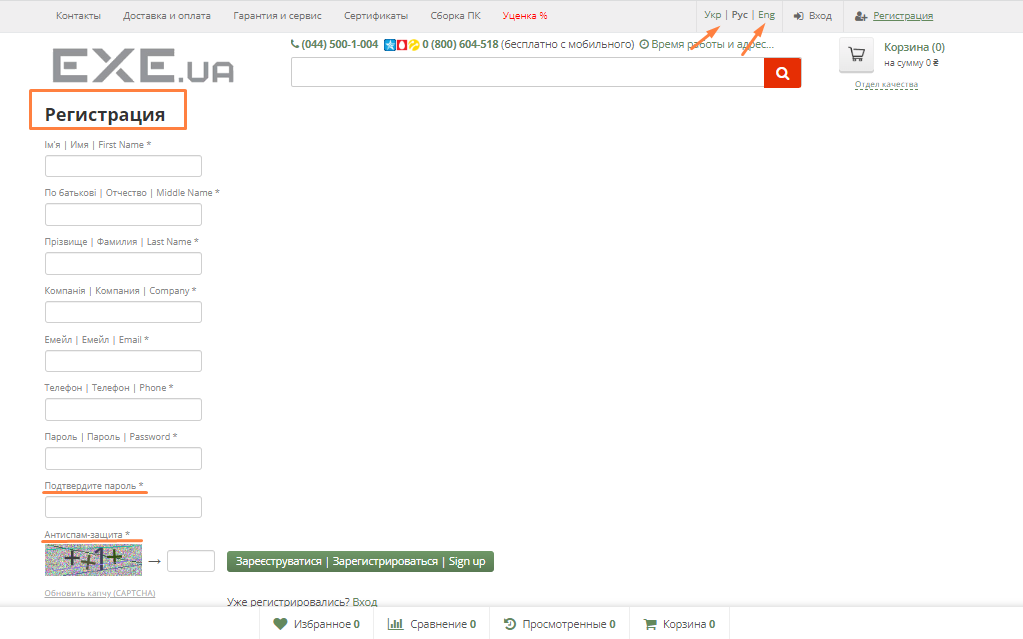 Контакты Доставка и оплата Гарантия и сервис Сертификаты Сборка ПК Уценка % Укр | Рус | Eng Вход Регистрация
EXE.UA
(044) 500-1-004 0 (800) 604-518 (бесплатно с мобильного) Время работы и адрес...
Корзина (0)
на сумму 0 ₴
Отдел качества
Регистрация
Ім'я | Имя | First Name *
По батькові | Отчество | Middle Name *
Прізвище | Фамилия | Last Name *
Компанія | Компания | Company *
Емейл | Емейл | Email *
Телефон | Телефон | Phone *
Пароль | Пароль | Password *
Подтвердите пароль *
Антиспам-защита *
++1+ → Зареєструватися | Зарегистрироваться | Sign up
Обновить капчу (CAPTCHA)
Уже регистрировались? Вход
Избранное 0 Сравнение 0 Просмотренные 0 Корзина 0